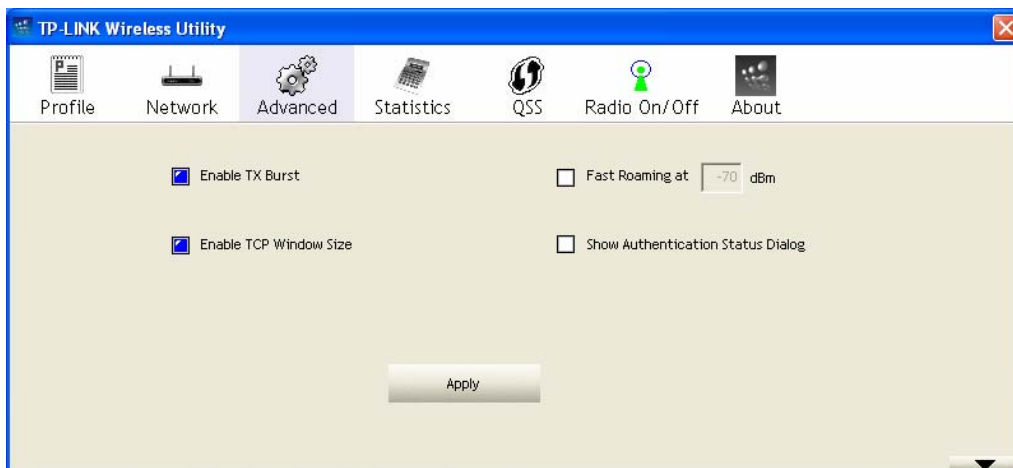 TP-LINK Wireless Utility
Profile Network Advanced Statistics QSS Radio On/Off About
Enable TX Burst Fast Roaming at -70 dBm
Enable TCP Window Size Show Authentication Status Dialog
Apply